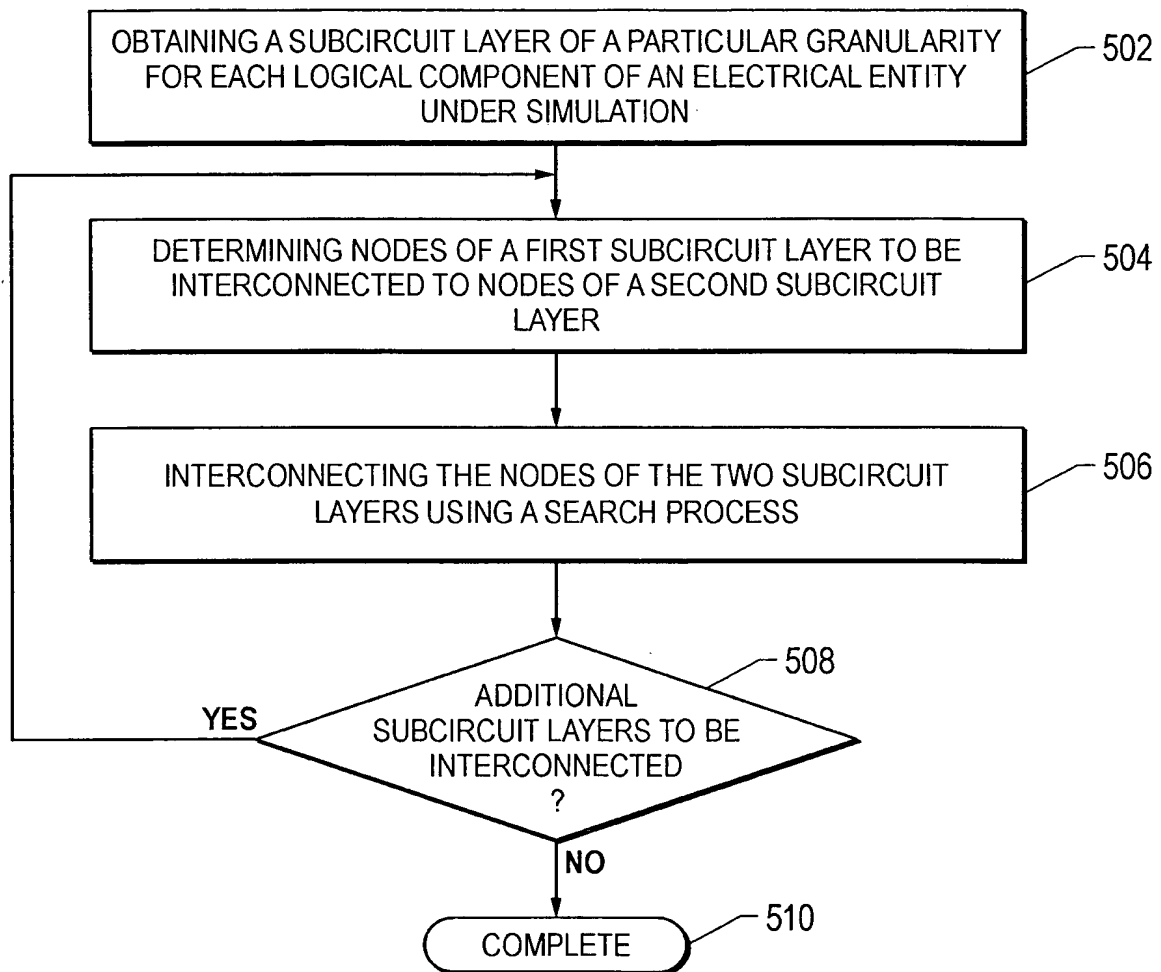 OBTAINING A SUBCIRCUIT LAYER OF A PARTICULAR GRANULARITY
FOR EACH LOGICAL COMPONENT OF AN ELECTRICAL ENTITY
UNDER SIMULATION
502
DETERMINING NODES OF A FIRST SUBCIRCUIT LAYER TO BE
INTERCONNECTED TO NODES OF A SECOND SUBCIRCUIT
LAYER
504
INTERCONNECTING THE NODES OF THE TWO SUBCIRCUIT
LAYERS USING A SEARCH PROCESS
506
ADDITIONAL
SUBCIRCUIT LAYERS TO BE
INTERCONNECTED
?
508
YES
NO
COMPLETE
510